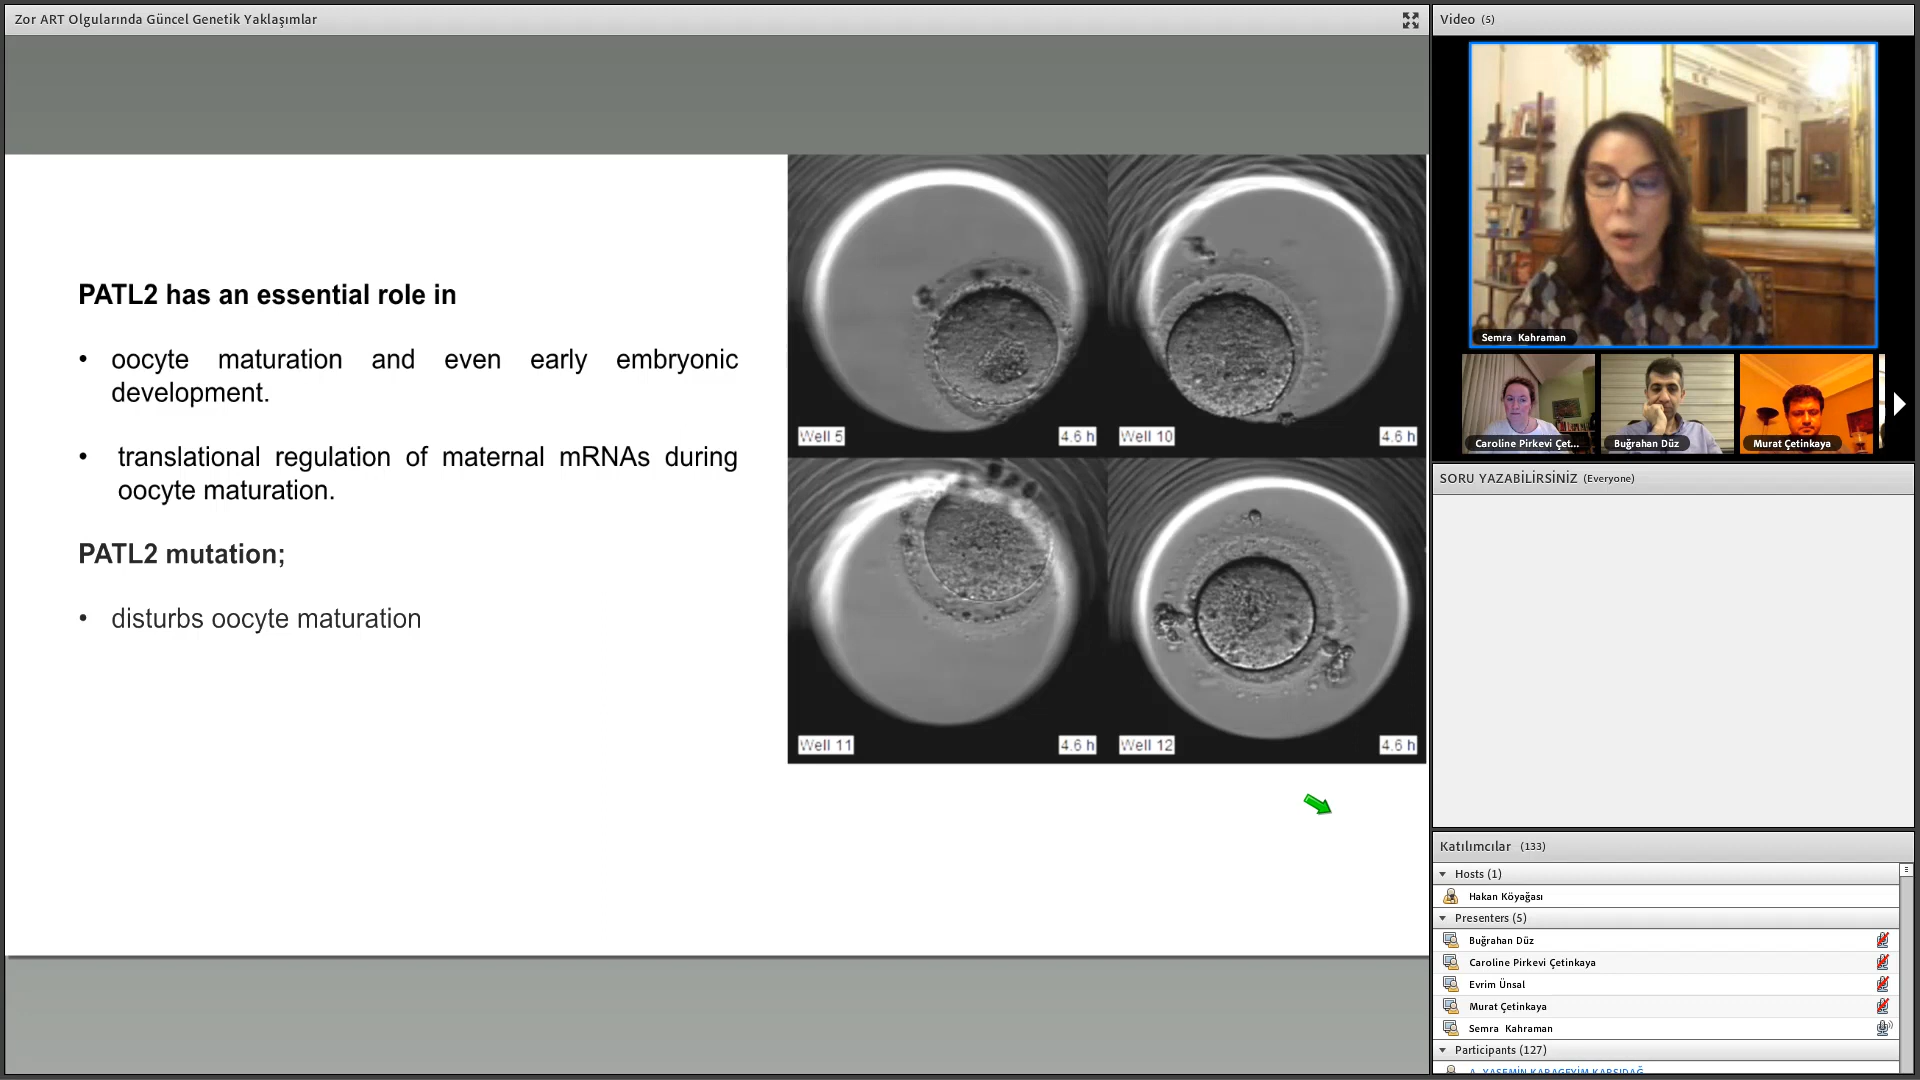 Zor ART Olgularında Güncel Genetik Yaklaşımlar
PATL2 has an essential role in
• oocyte maturation and even early embryonic
development.
• translational regulation of maternal mRNAs during
oocyte maturation.
PATL2 mutation;
• disturbs oocyte maturation
Well 5
4.6 h
Well 10
4.6 h
Well 11
4.6 h
Well 12
4.6 h
Video (5)
Semra Kahraman
Caroline Pirkevi Çet...
Buğrahan Düz
Murat Çetinkaya
SORU YAZABİLİRSİNİZ (Everyone)
Katılımcılar (133)
Hosts (1)
Hakan Köyağası
Presenters (5)
Buğrahan Düz
Caroline Pirkevi Çetinkaya
Evrim Ünsal
Murat Çetinkaya
Semra Kahraman
Participants (127)